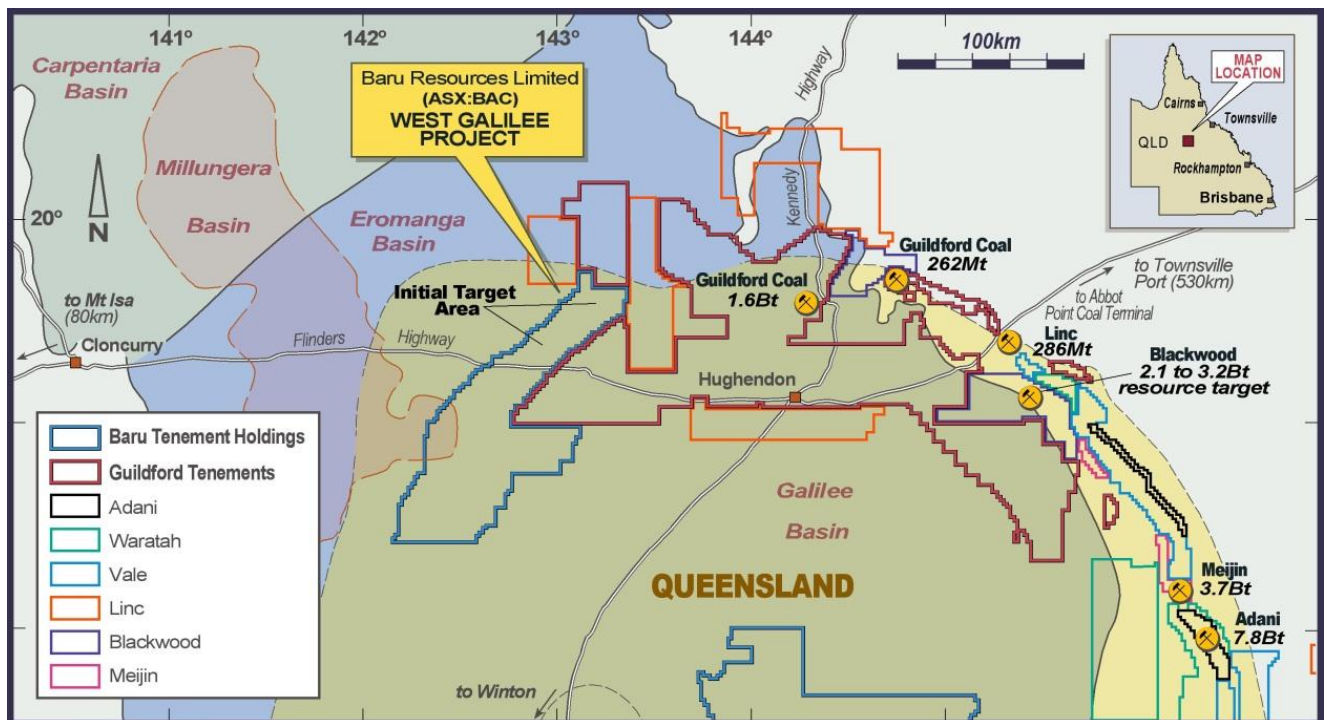 141°
142°
143°
144°
100km
MAP
LOCATION
Cairns
Townsville
QLD
Rockhampton
Brisbane
Carpentaria
Basin
Baru Resources Limited
(ASX:BAC)
WEST GALILEE
PROJECT
Highway
Kennedy
Millungera
Basin
20°
N
Eromanga
Basin
Guildford Coal
262Mt
Guildford Coal
1.6Bt
Initial Target
Area
to Townsville
Port (530km)
to Abbot
Point Coal Terminal
to Mt Isa
(80km)
Cloncurry
Flinders
Highway
Linc
286Mt
Blackwood
2.1 to 3.2Bt
resource target
Hughendon
Baru Tenement Holdings
Guildford Tenements
Adani
Waratah
Vale
Linc
Blackwood
Meijin
Galilee
Basin
QUEENSLAND
Meijin
3.7Bt
Adani
7.8Bt
to Winton